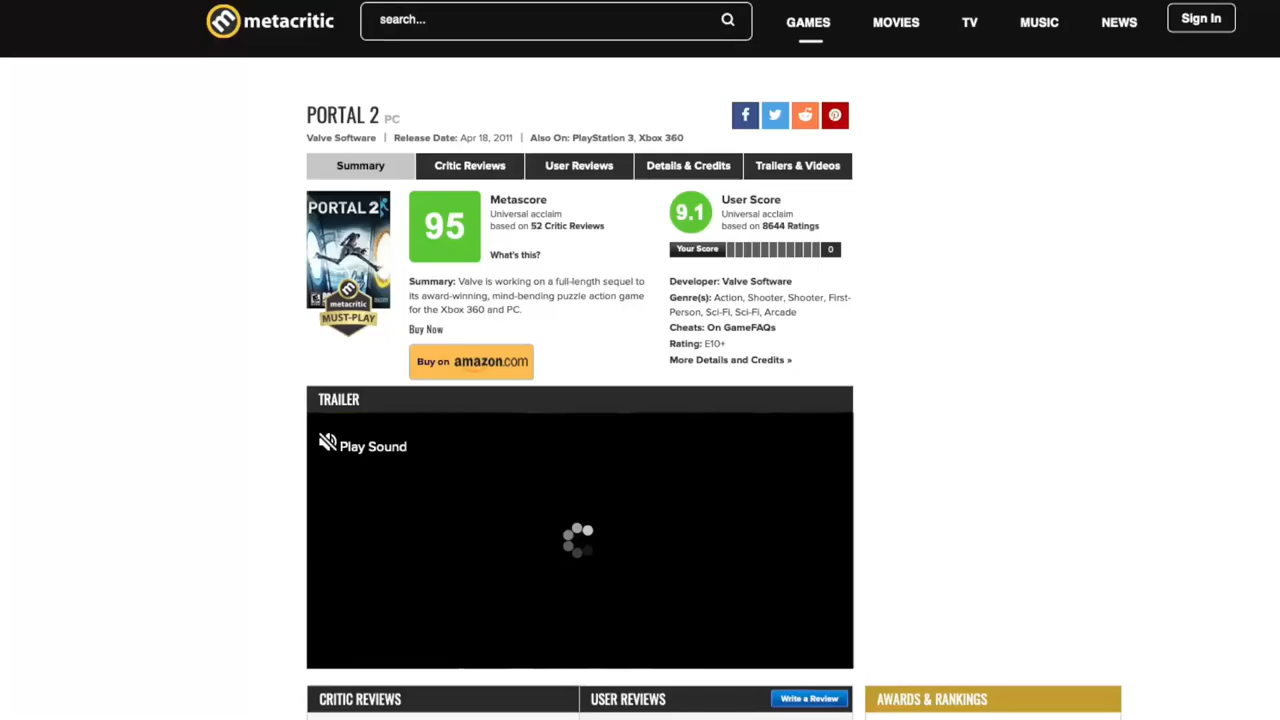 metacritic
search...
GAMES
MOVIES
TV
MUSIC
NEWS
Sign In
PORTAL 2 PC
Valve Software | Release Date: Apr 18, 2011 | Also On: PlayStation 3, Xbox 360
Summary
Critic Reviews
User Reviews
Details & Credits
Trailers & Videos
PORTAL 2
metacritic
MUST-PLAY
95
Metascore
Universal acclaim
based on 52 Critic Reviews
What's this?
Summary: Valve is working on a full-length sequel to
its award-winning, mind-bending puzzle action game
for the Xbox 360 and PC.
Buy Now
Buy on amazon.com
9.1
User Score
Universal acclaim
based on 8644 Ratings
Your Score
0
Developer: Valve Software
Genre(s): Action, Shooter, Shooter, First-
Person, Sci-Fi, Sci-Fi, Arcade
Cheats: On GameFAQs
Rating: E10+
More Details and Credits »
TRAILER
Play Sound
CRITIC REVIEWS
USER REVIEWS
Write a Review
AWARDS & RANKINGS